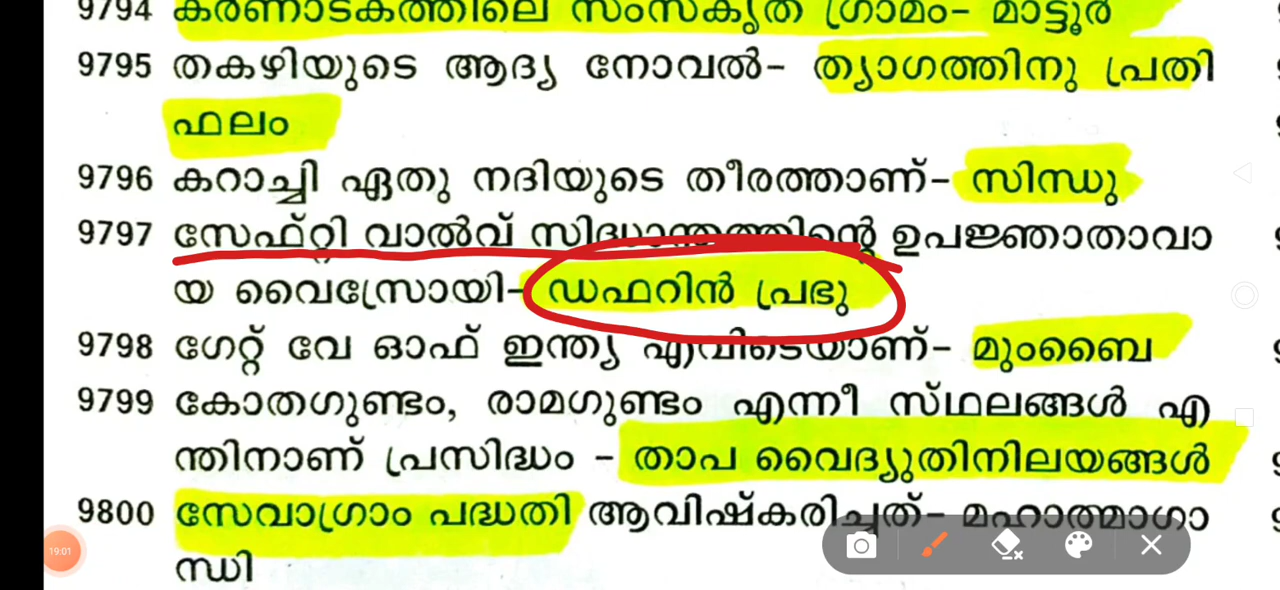 9794 കർണാടകത്തിലെ സംസ്കൃത ഗ്രാമം- മാട്ടൂർ
9795 തകഴിയുടെ ആദ്യ നോവൽ- ത്യാഗത്തിനു പ്രതി
ഫലം
9796 കറാച്ചി ഏതു നദിയുടെ തീരത്താണ്- സിന്ധു
9797 സേഫ്റ്റി വാൽവ് സിദ്ധാന്തത്തിന്റെ ഉപജ്ഞാതാവാ
യ വൈസ്രോയി- ഡഫറിൻ പ്രഭു
9798 ഗേറ്റ് വേ ഓഫ് ഇന്ത്യ എവിടെയാണ്- മുംബൈ
9799 കോതഗുണ്ടം, രാമഗുണ്ടം എന്നീ സ്ഥലങ്ങൾ എ
ന്തിനാണ് പ്രസിദ്ധം - താപ വൈദ്യുതിനിലയങ്ങൾ
9800 സേവാഗ്രാം പദ്ധതി ആവിഷ്കരിച്ചത്- മഹാത്മാഗാ
ന്ധി
19:01